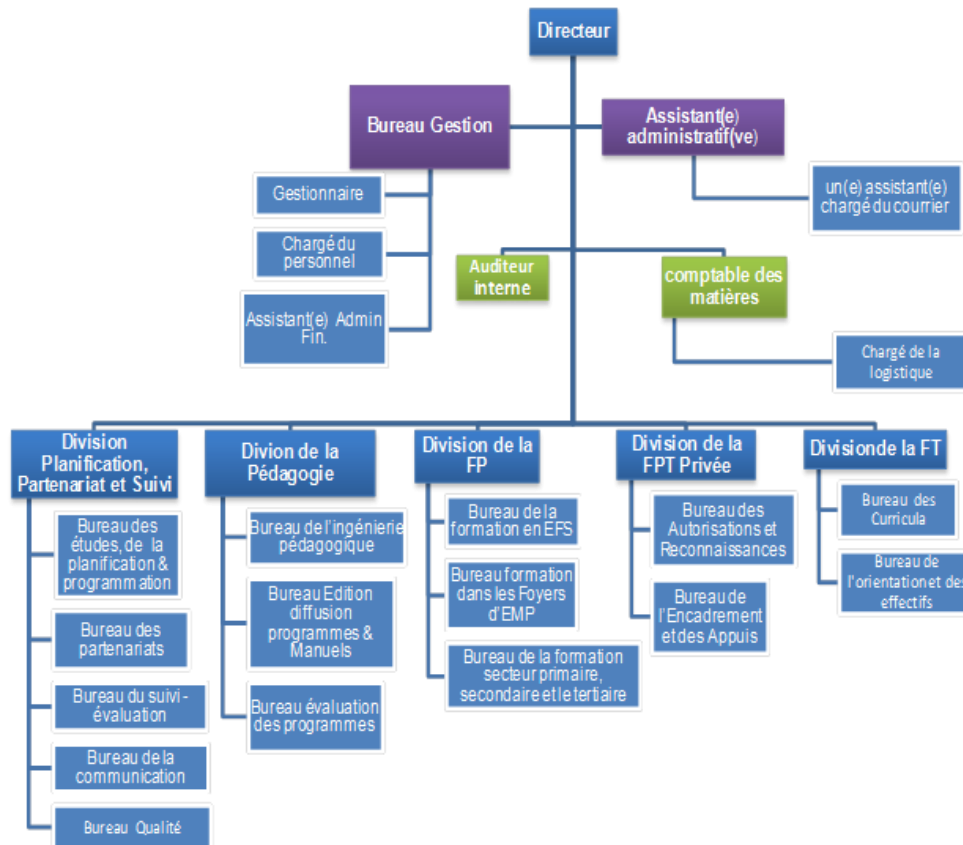 Directeur
Bureau Gestion
Assistant(e)
administratif(ve)
Gestionnaire
un(e) assistant(e)
chargé du courrier
Chargé du
personnel
Auditeur
interne
comptable des
matières
Assistant(e) Admin
Fin.
Chargé de la
logistique
Division
Planification,
Partenariat et Suivi
Bureau des
études, de la
planification &
programmation
Bureau des
partenariats
Bureau du suivi-
évaluation
Bureau de la
communication
Bureau Qualité
Divion de la
Pédagogie
Bureau de l'ingénierie
pédagogique
Bureau Edition
diffusion
programmes &
Manuels
Bureau évaluation
des programmes
Division de la
FP
Bureau de la
formation en EFS
Bureau formation
dans les Foyers
d'EMP
Bureau de la formation
secteur primaire,
secondaire et le tertiaire
Division de la
FPT Privée
Bureau des
Autorisations et
Reconnaissances
Bureau de
l'Encadrement
et des Appuis
Divisionde la FT
Bureau des
Curricula
Bureau de
l'orientation et des
effectifs